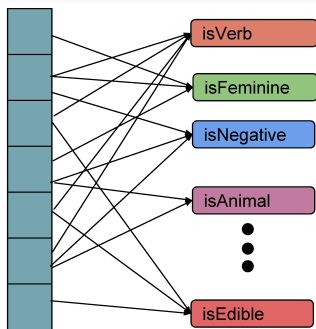 isVerb
isFeminine
isNegative
isAnimal
isEdible